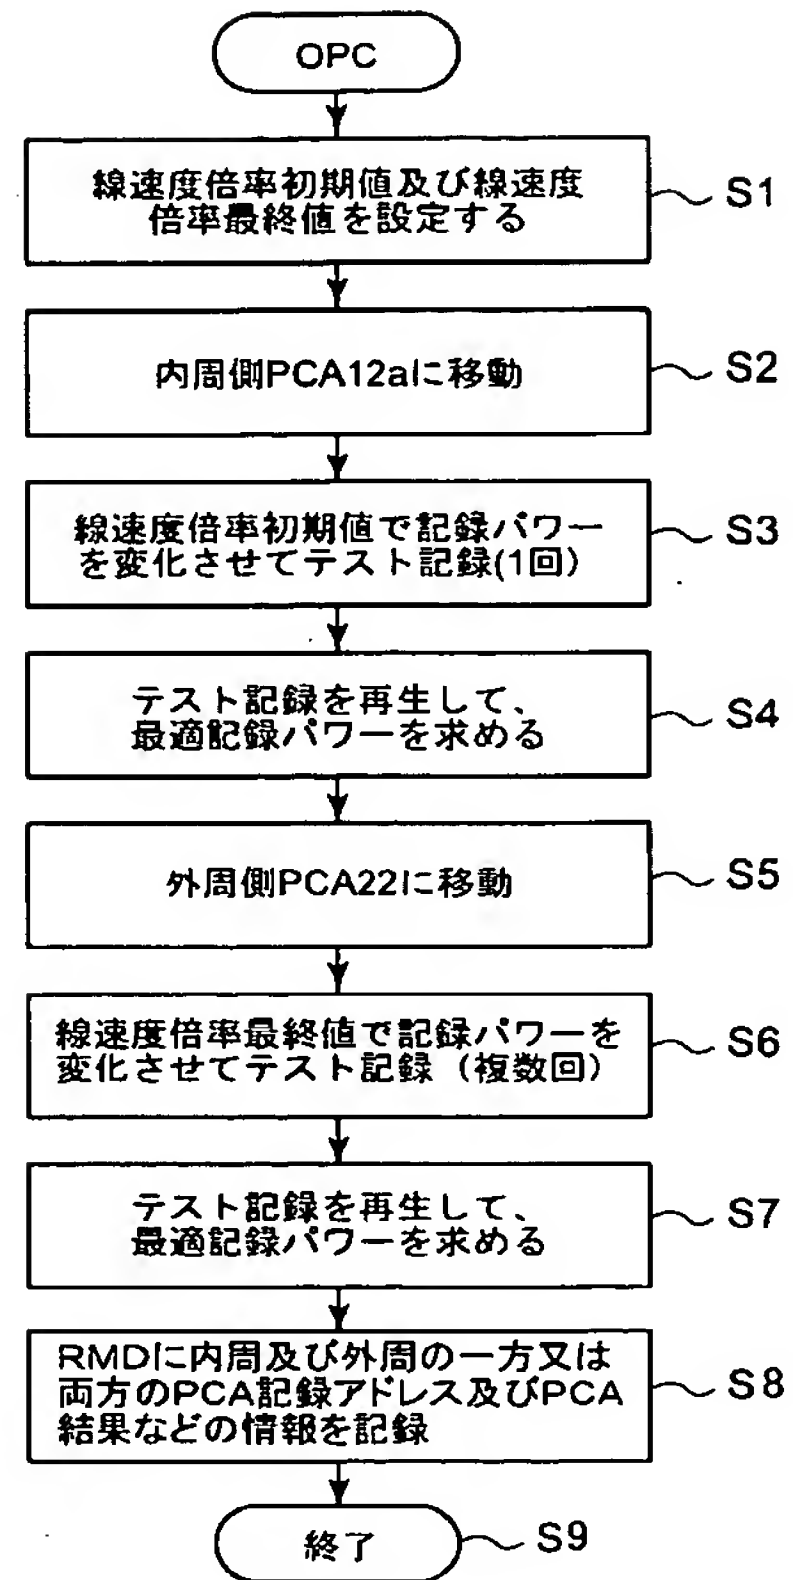 OPC
線速度倍率初期値及び線速度
倍率最終値を設定する
S1
内周側PCA12aに移動
S2
線速度倍率初期値で記録パワー
を変化させてテスト記録(1回)
S3
テスト記録を再生して、
最適記録パワーを求める
S4
外周側PCA22に移動
S5
線速度倍率最終値で記録パワーを
変化させてテスト記録（複数回）
S6
テスト記録を再生して、
最適記録パワーを求める
S7
RMDに内周及び外周の一方又は
両方のPCA記録アドレス及びPCA
結果などの情報を記録
S8
終了
S9